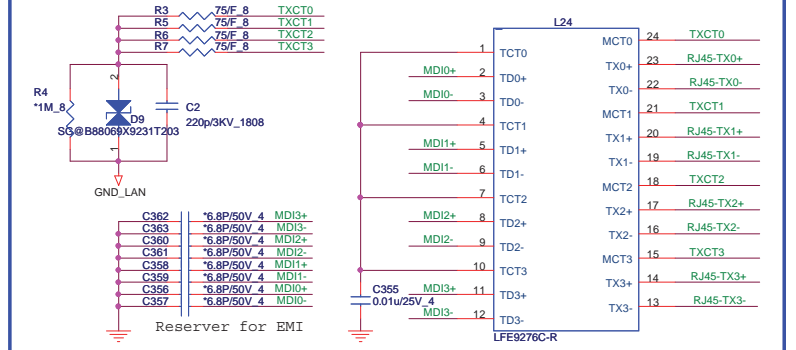 R3 75/F_8 TXCT0
R5 75/F_8 TXCT1
R6 75/F_8 TXCT2
R7 75/F_8 TXCT3
R4
*1M_8
2
D9
SG@B88069X9231T203
1
C2
220p/3KV_1808
GND_LAN
C362 *6.8P/50V_4 MDI3+
C363 *6.8P/50V_4 MDI3-
C360 *6.8P/50V_4 MDI2+
C361 *6.8P/50V_4 MDI2-
C358 *6.8P/50V_4 MDI1+
C359 *6.8P/50V_4 MDI1-
C356 *6.8P/50V_4 MDI0+
C357 *6.8P/50V_4 MDI0-
Reserver for EMI
L24
1 TCT0
MDI0+ 2 TD0+
MDI0- 3 TD0-
4 TCT1
MDI1+ 5 TD1+
MDI1- 6 TD1-
7 TCT2
MDI2+ 8 TD2+
MDI2- 9 TD2-
10 TCT3
MDI3+ 11 TD3+
MDI3- 12 TD3-
C355
0.01u/25V_4
MCT0 24 TXCT0
TX0+ 23 RJ45-TX0+
TX0- 22 RJ45-TX0-
MCT1 21 TXCT1
TX1+ 20 RJ45-TX1+
TX1- 19 RJ45-TX1-
MCT2 18 TXCT2
TX2+ 17 RJ45-TX2+
TX2- 16 RJ45-TX2-
MCT3 15 TXCT3
TX3+ 14 RJ45-TX3+
TX3- 13 RJ45-TX3-
LFE9276C-R